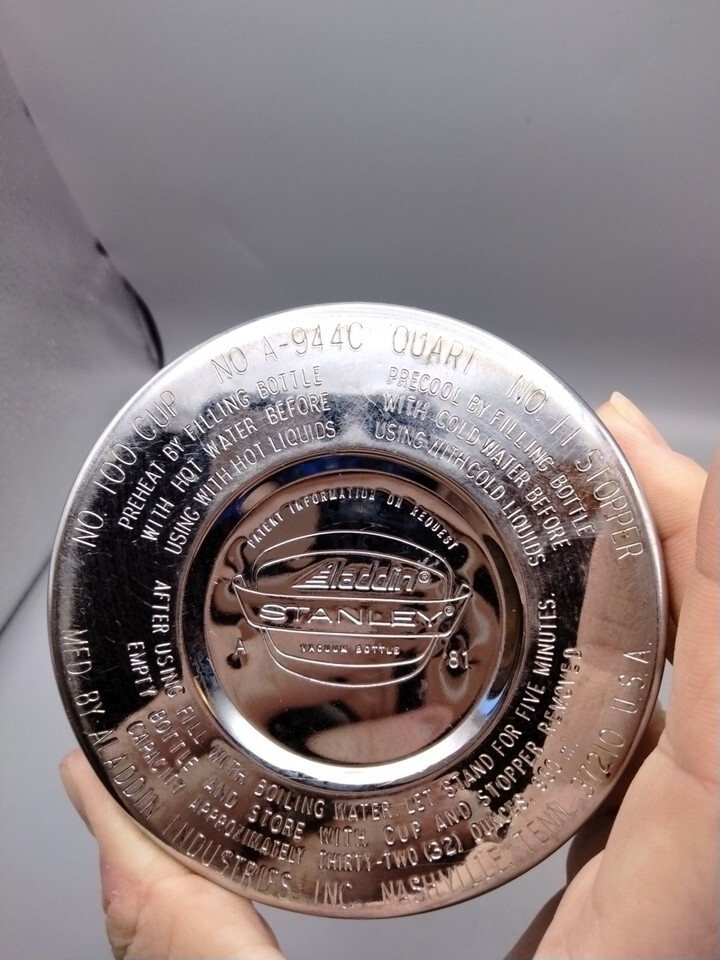 NO. 100 CUP NO A-944C QUART NO. 11 STOPPER
PREHEAT BY FILLING BOTTLE
WITH HOT WATER BEFORE
USING WITH HOT LIQUIDS
PRECOOL BY FILLING BOTTLE
WITH COLD WATER BEFORE
USING WITH COLD LIQUIDS
PATENT INFORMATION ON REQUEST
Aladdin®
STANLEY®
VACUUM BOTTLE
A 81
AFTER USING FILL WITH BOILING WATER. LET STAND FOR FIVE MINUTES.
EMPTY BOTTLE AND STORE WITH CUP AND STOPPER REMOVED
CAPACITY APPROXIMATELY THIRTY-TWO (32) OUNCES.
MFD. BY ALADDIN INDUSTRIES, INC. NASHVILLE, TENN. 37210 U.S.A.